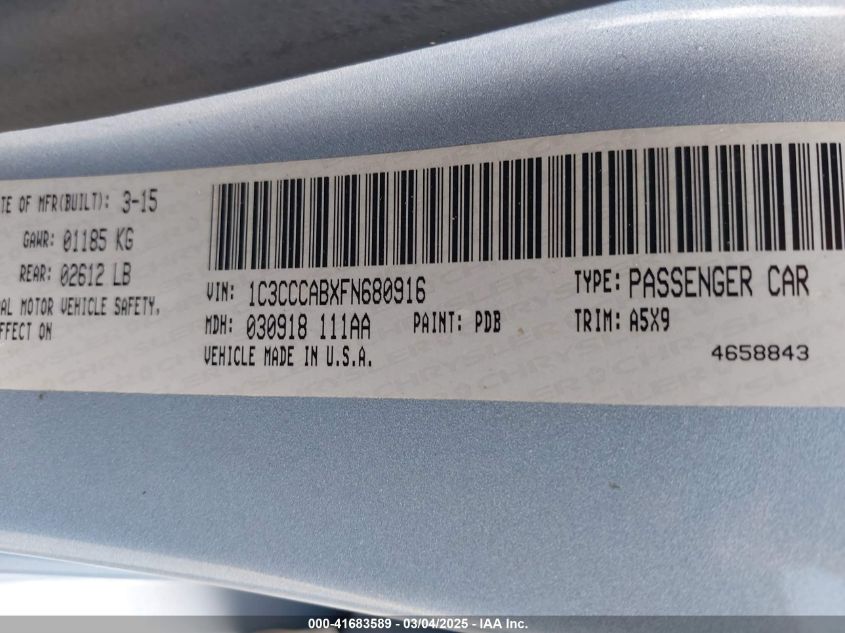 TE OF MFR(BUILT): 3-15
GAWR: 01185 KG
REAR: 02612 LB
AL MOTOR VEHICLE SAFETY,
FFECT ON
VIN: 1C3CCCABXFN680916 TYPE: PASSENGER CAR
MDH: 030918 111AA PAINT: PDB TRIM: A5X9
VEHICLE MADE IN U.S.A.
4658843
000-41683589 - 03/04/2025 - IAA Inc.